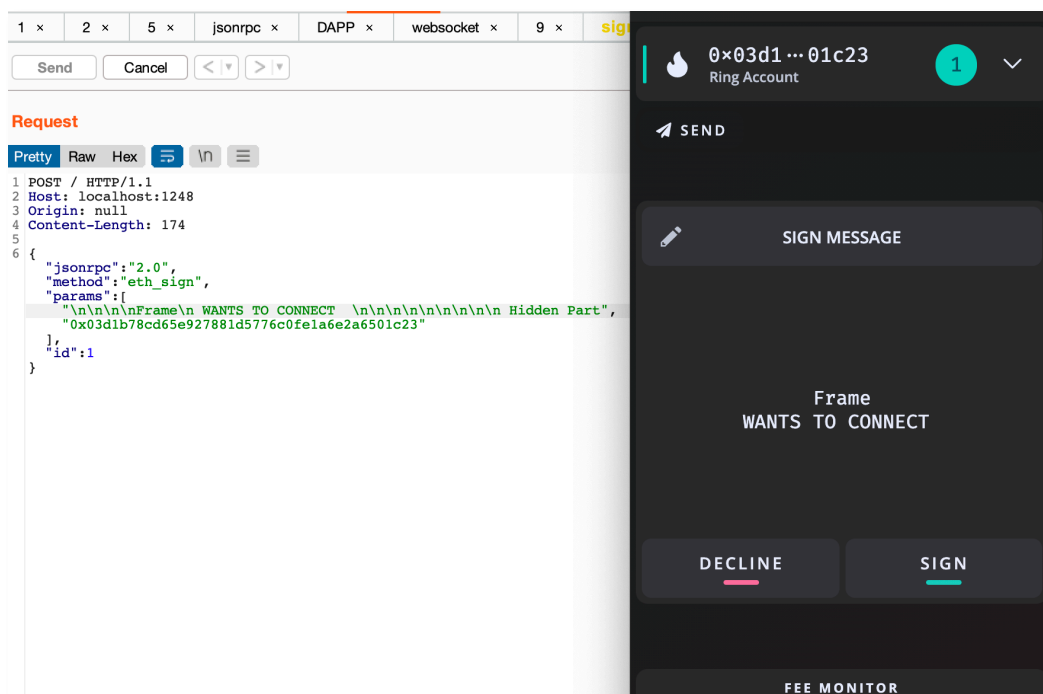 1 × 2 × 5 × jsonrpc × DAPP × websocket × 9 × sign
Send Cancel < | ▾ > | ▾
Request
Pretty Raw Hex \n
1 POST / HTTP/1.1
2 Host: localhost:1248
3 Origin: null
4 Content-Length: 174
5
6 {
"jsonrpc":"2.0",
"method":"eth_sign",
"params":[
"\n\n\n\nFrame\n WANTS TO CONNECT  \n\n\n\n\n\n\n\n\n Hidden Part",
"0x03d1b78cd65e927881d5776c0fe1a6e2a6501c23"
],
"id":1
}
0×03d1···01c23
Ring Account
1
SEND
SIGN MESSAGE
Frame
WANTS TO CONNECT
DECLINE SIGN
FEE MONITOR